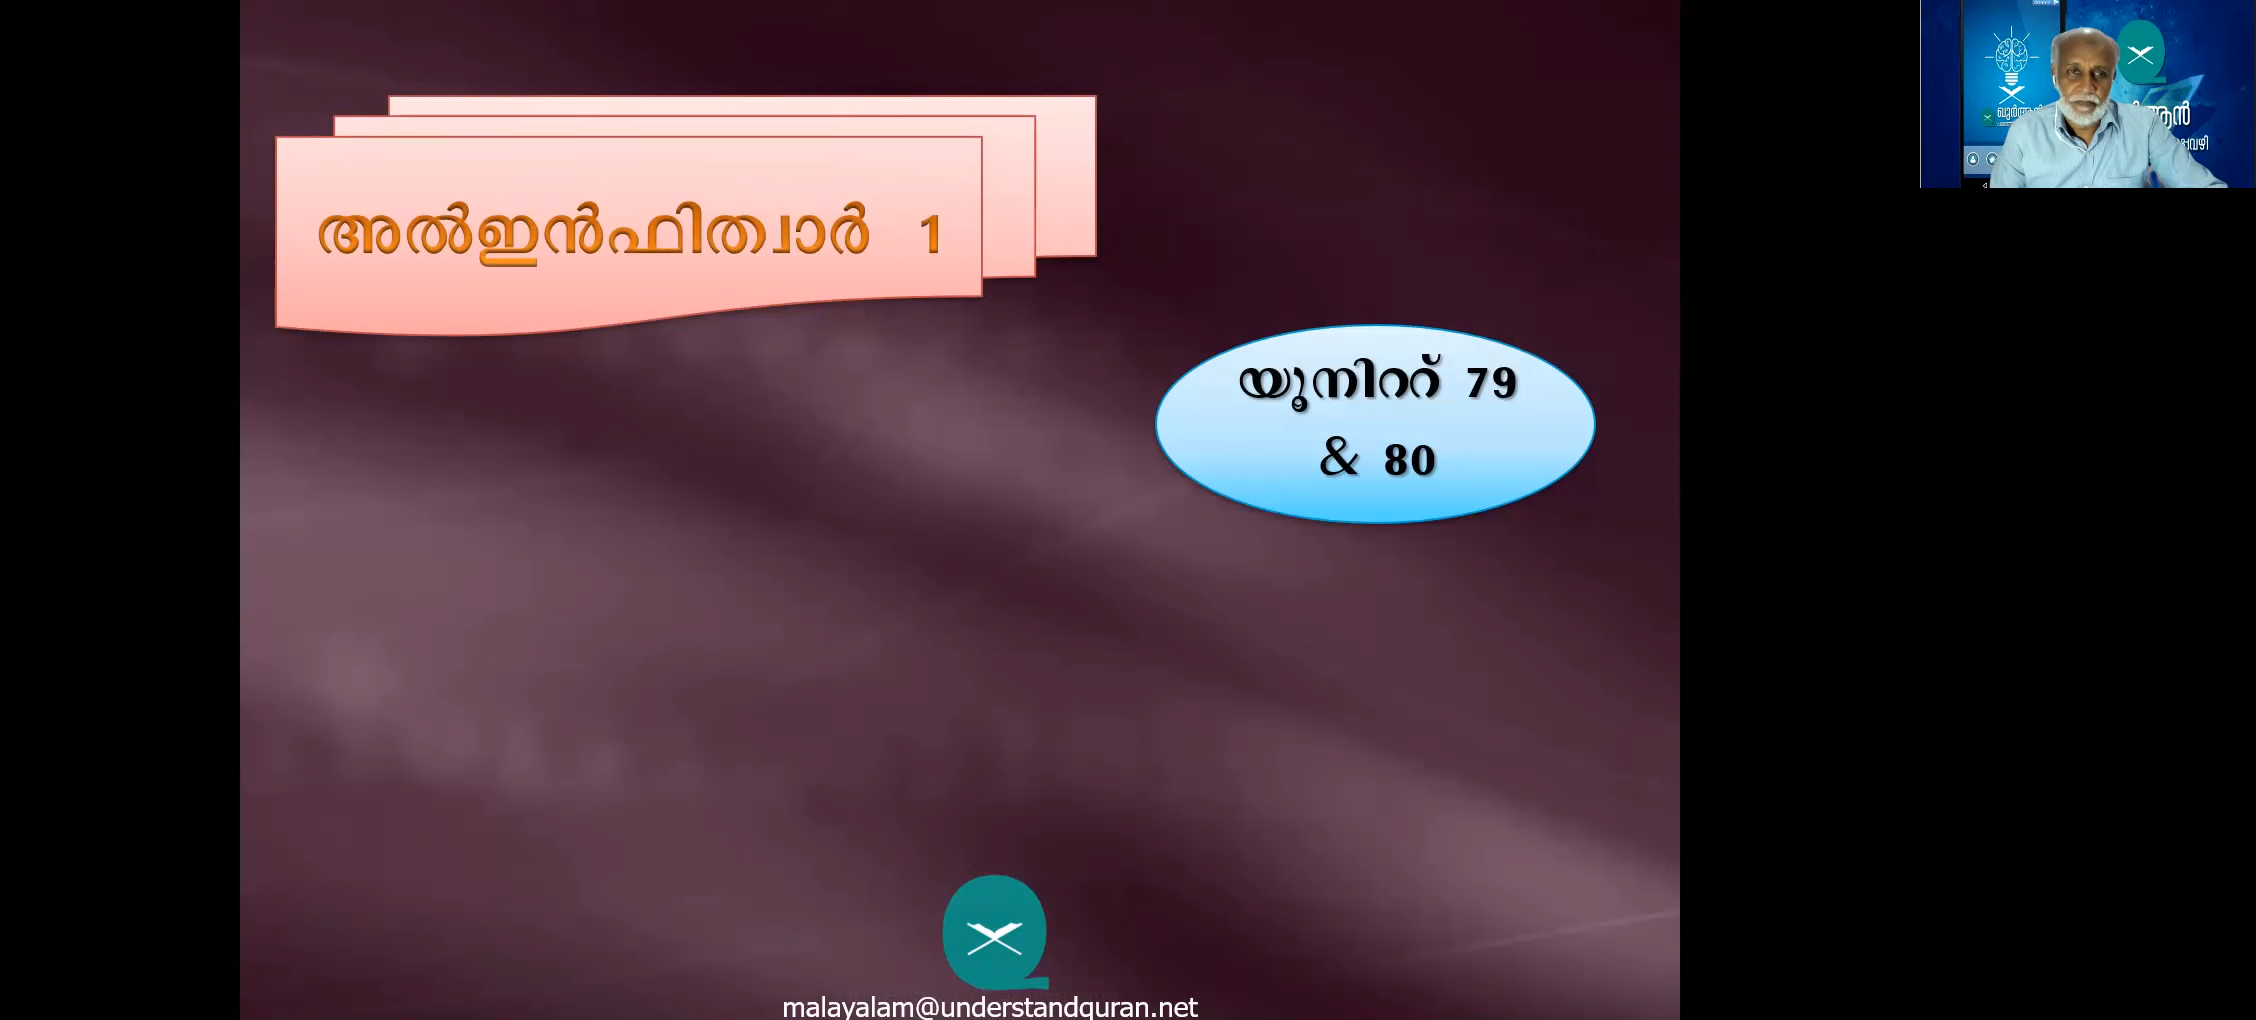 അൽഇൻഫിത്വാർ 1
യൂനിററ് 79
& 80
malayalam@understandquran.net